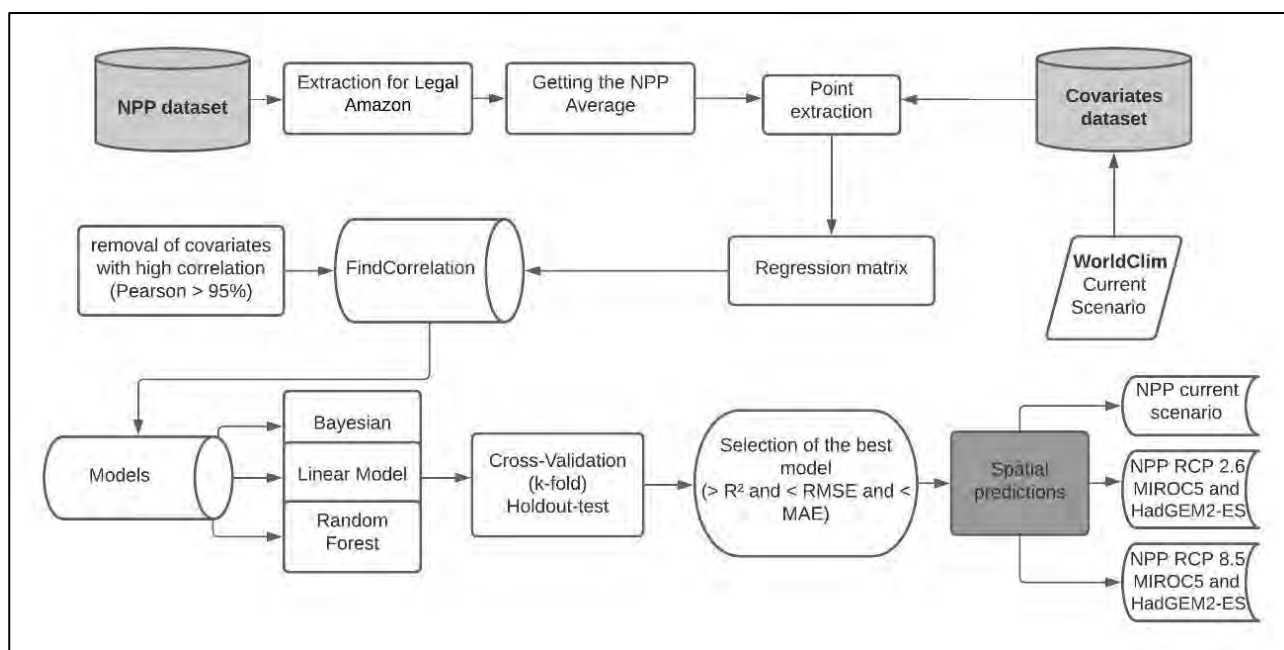 NPP dataset
Extraction for Legal
Amazon
Getting the NPP
Average
Point
extraction
Covariates
dataset
removal of covariates
with high correlation
(Pearson > 95%)
FindCorrelation
Regression matrix
WorldClim
Current
Scenario
Models
Bayesian
Linear Model
Random
Forest
Cross-Validation
(k-fold)
Holdout-test
Selection of the best
model
(> R² and < RMSE and <
MAE)
Spatial
predictions
NPP current
scenario
NPP RCP 2.6
MIROC5 and
HadGEM2-ES
NPP RCP 8.5
MIROC5 and
HadGEM2-ES